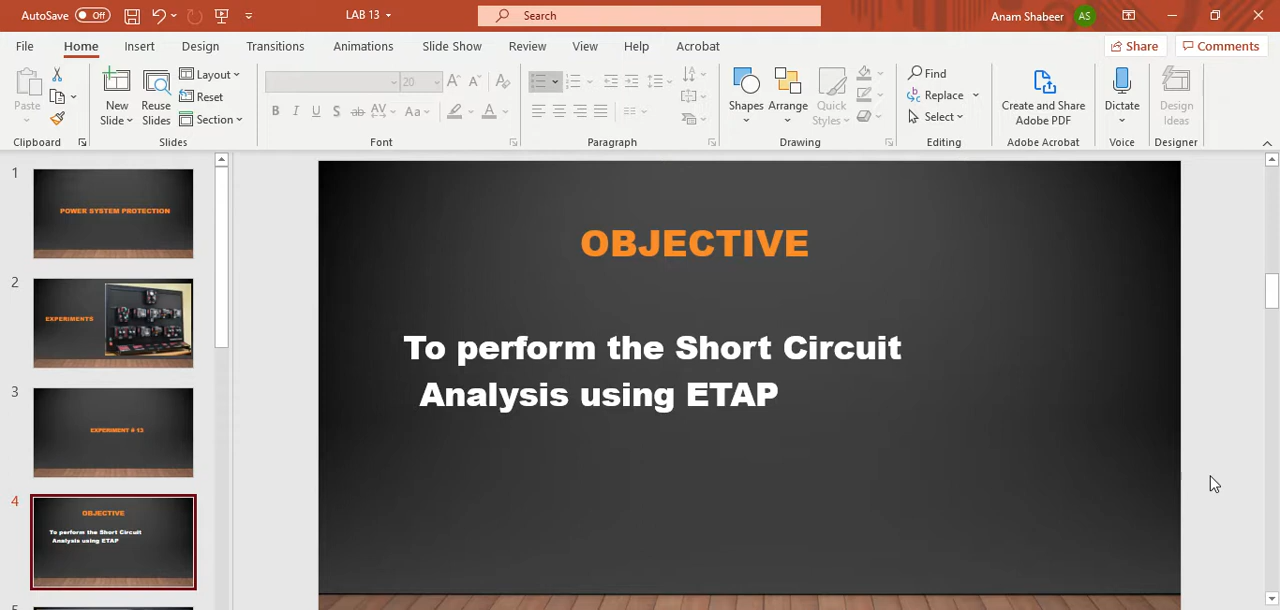 AutoSave Off LAB 13 Search Anam Shabeer AS
File Home Insert Design Transitions Animations Slide Show Review View Help Acrobat Share Comments
Paste
New Slide
Reuse Slides
Layout
Reset
Section
20
Shapes
Arrange
Quick Styles
Find
Replace
Select
Create and Share Adobe PDF
Dictate
Design Ideas
Clipboard Slides Font Paragraph Drawing Editing Adobe Acrobat Voice Designer
1
POWER SYSTEM PROTECTION
2
EXPERIMENTS
3
EXPERIMENT # 13
4
OBJECTIVE
To perform the Short Circuit
Analysis using ETAP
5
OBJECTIVE
To perform the Short Circuit
Analysis using ETAP